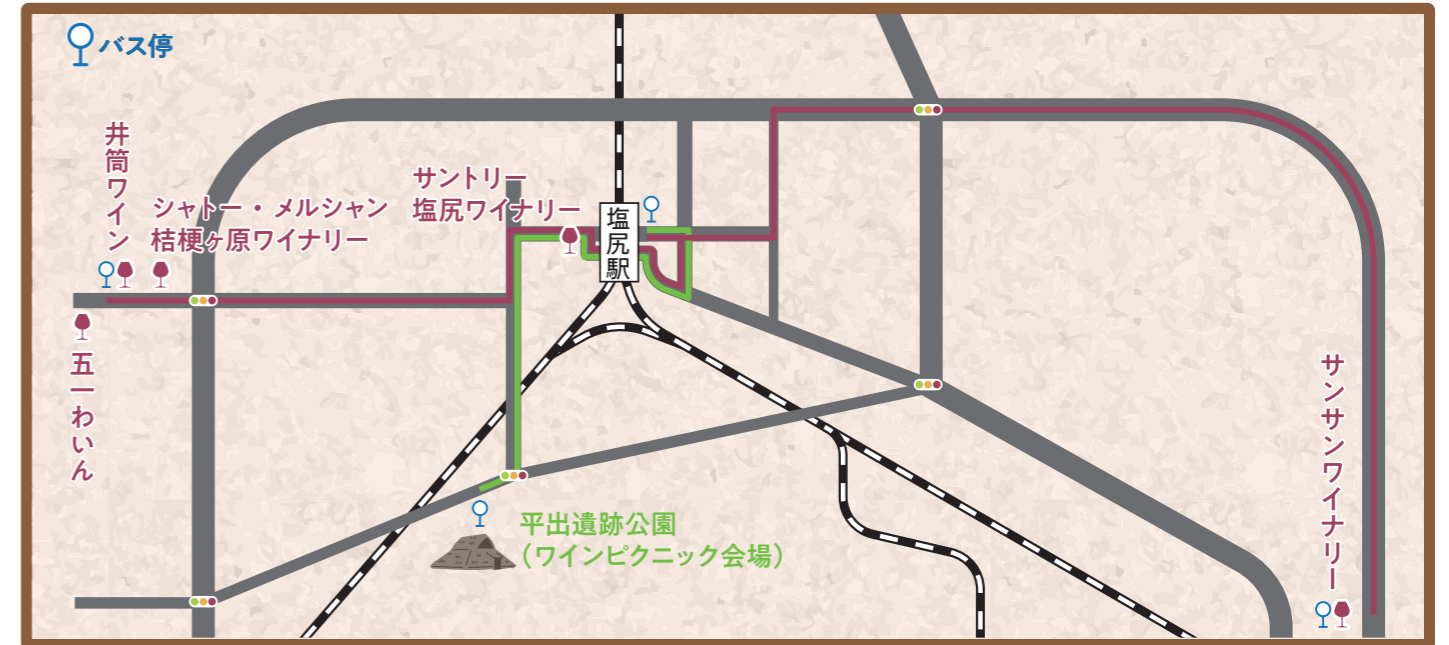 バス停
井筒ワイン
シャトー・メルシャン
桔梗ヶ原ワイナリー
サントリー
塩尻ワイナリー
塩尻駅
五一わいん
平出遺跡公園
（ワインピクニック会場）
サンサンワイナリー